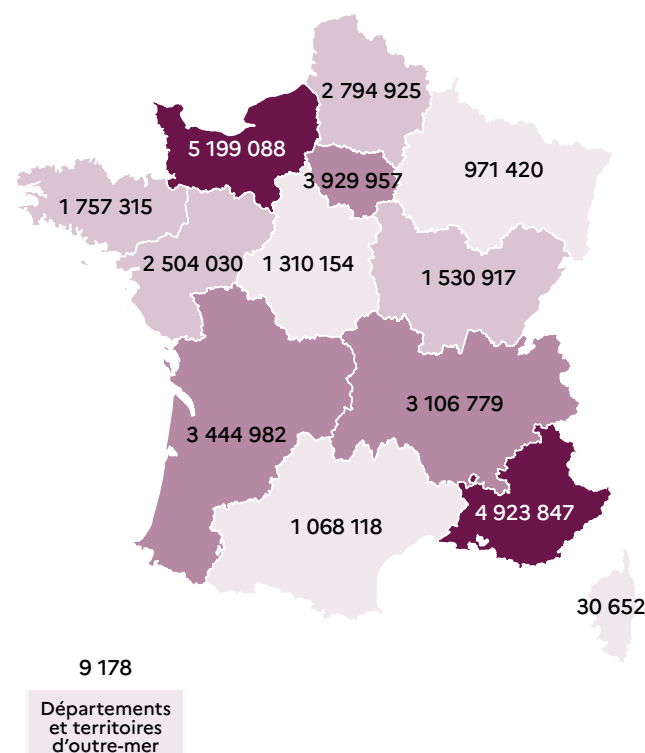 2 794 925
5 199 088
3 929 957
971 420
1 757 315
2 504 030
1 310 154
1 530 917
3 106 779
3 444 982
4 923 847
1 068 118
30 652
9 178
Départements
et territoires
d'outre-mer